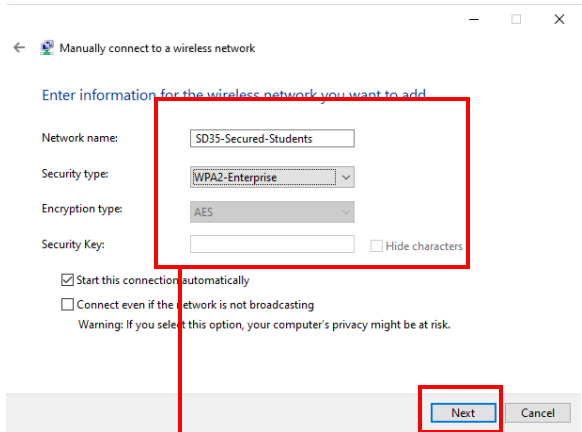 Manually connect to a wireless network
Enter information for the wireless network you want to add
Network name: SD35-Secured-Students
Security type: WPA2-Enterprise
Encryption type: AES
Security Key: Hide characters
Start this connection automatically
Connect even if the network is not broadcasting
Warning: If you select this option, your computer's privacy might be at risk.
Next Cancel